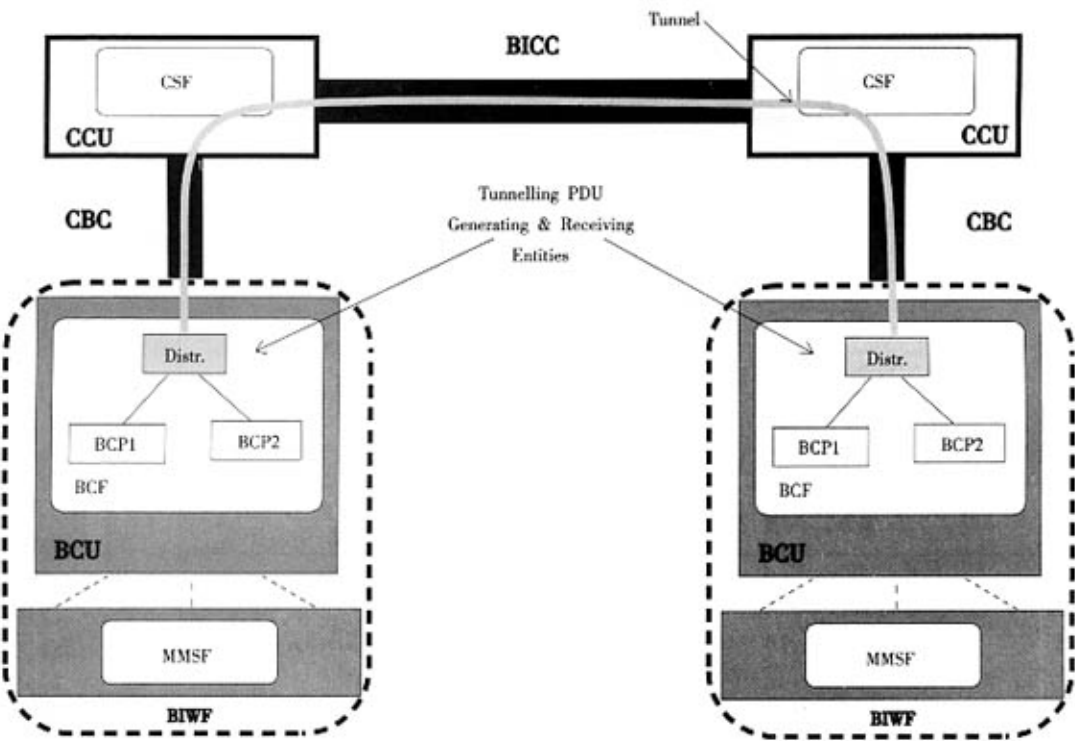 Tunnel
BICC
CSF
CSF
CCU
CCU
Tunnelling PDU
Generating & Receiving
Entities
CBC
CBC
Distr.
Distr.
BCP1
BCP2
BCP1
BCP2
BCF
BCF
BCU
BCU
MMSF
MMSF
BIWF
BIWF